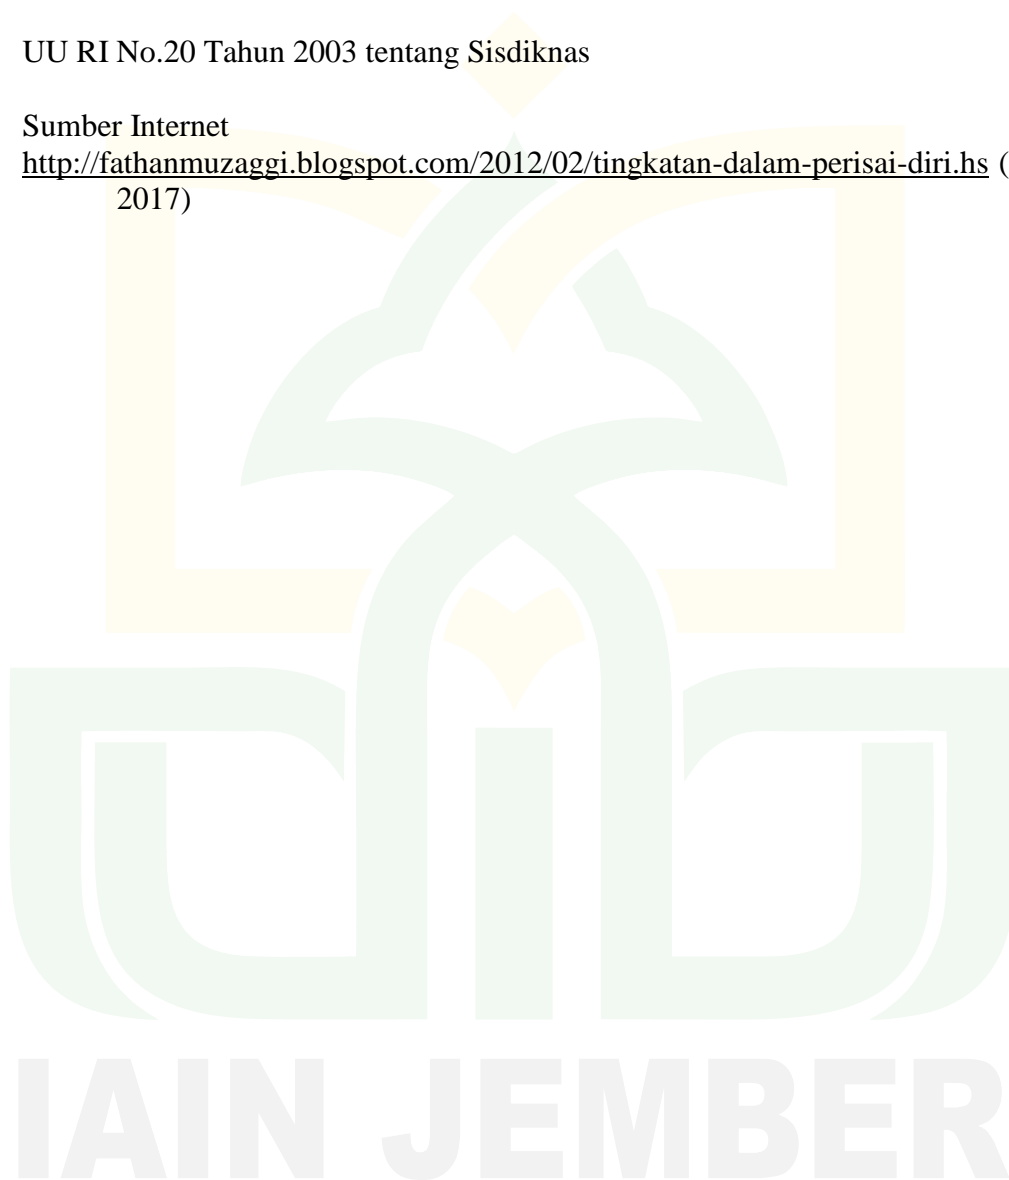 UU RI No.20 Tahun 2003 tentang Sisdiknas
Sumber Internet
http://fathanmuzaggi.blogspot.com/2012/02/tingkatan-dalam-perisai-diri.hs (
2017)
IAIN JEMBER